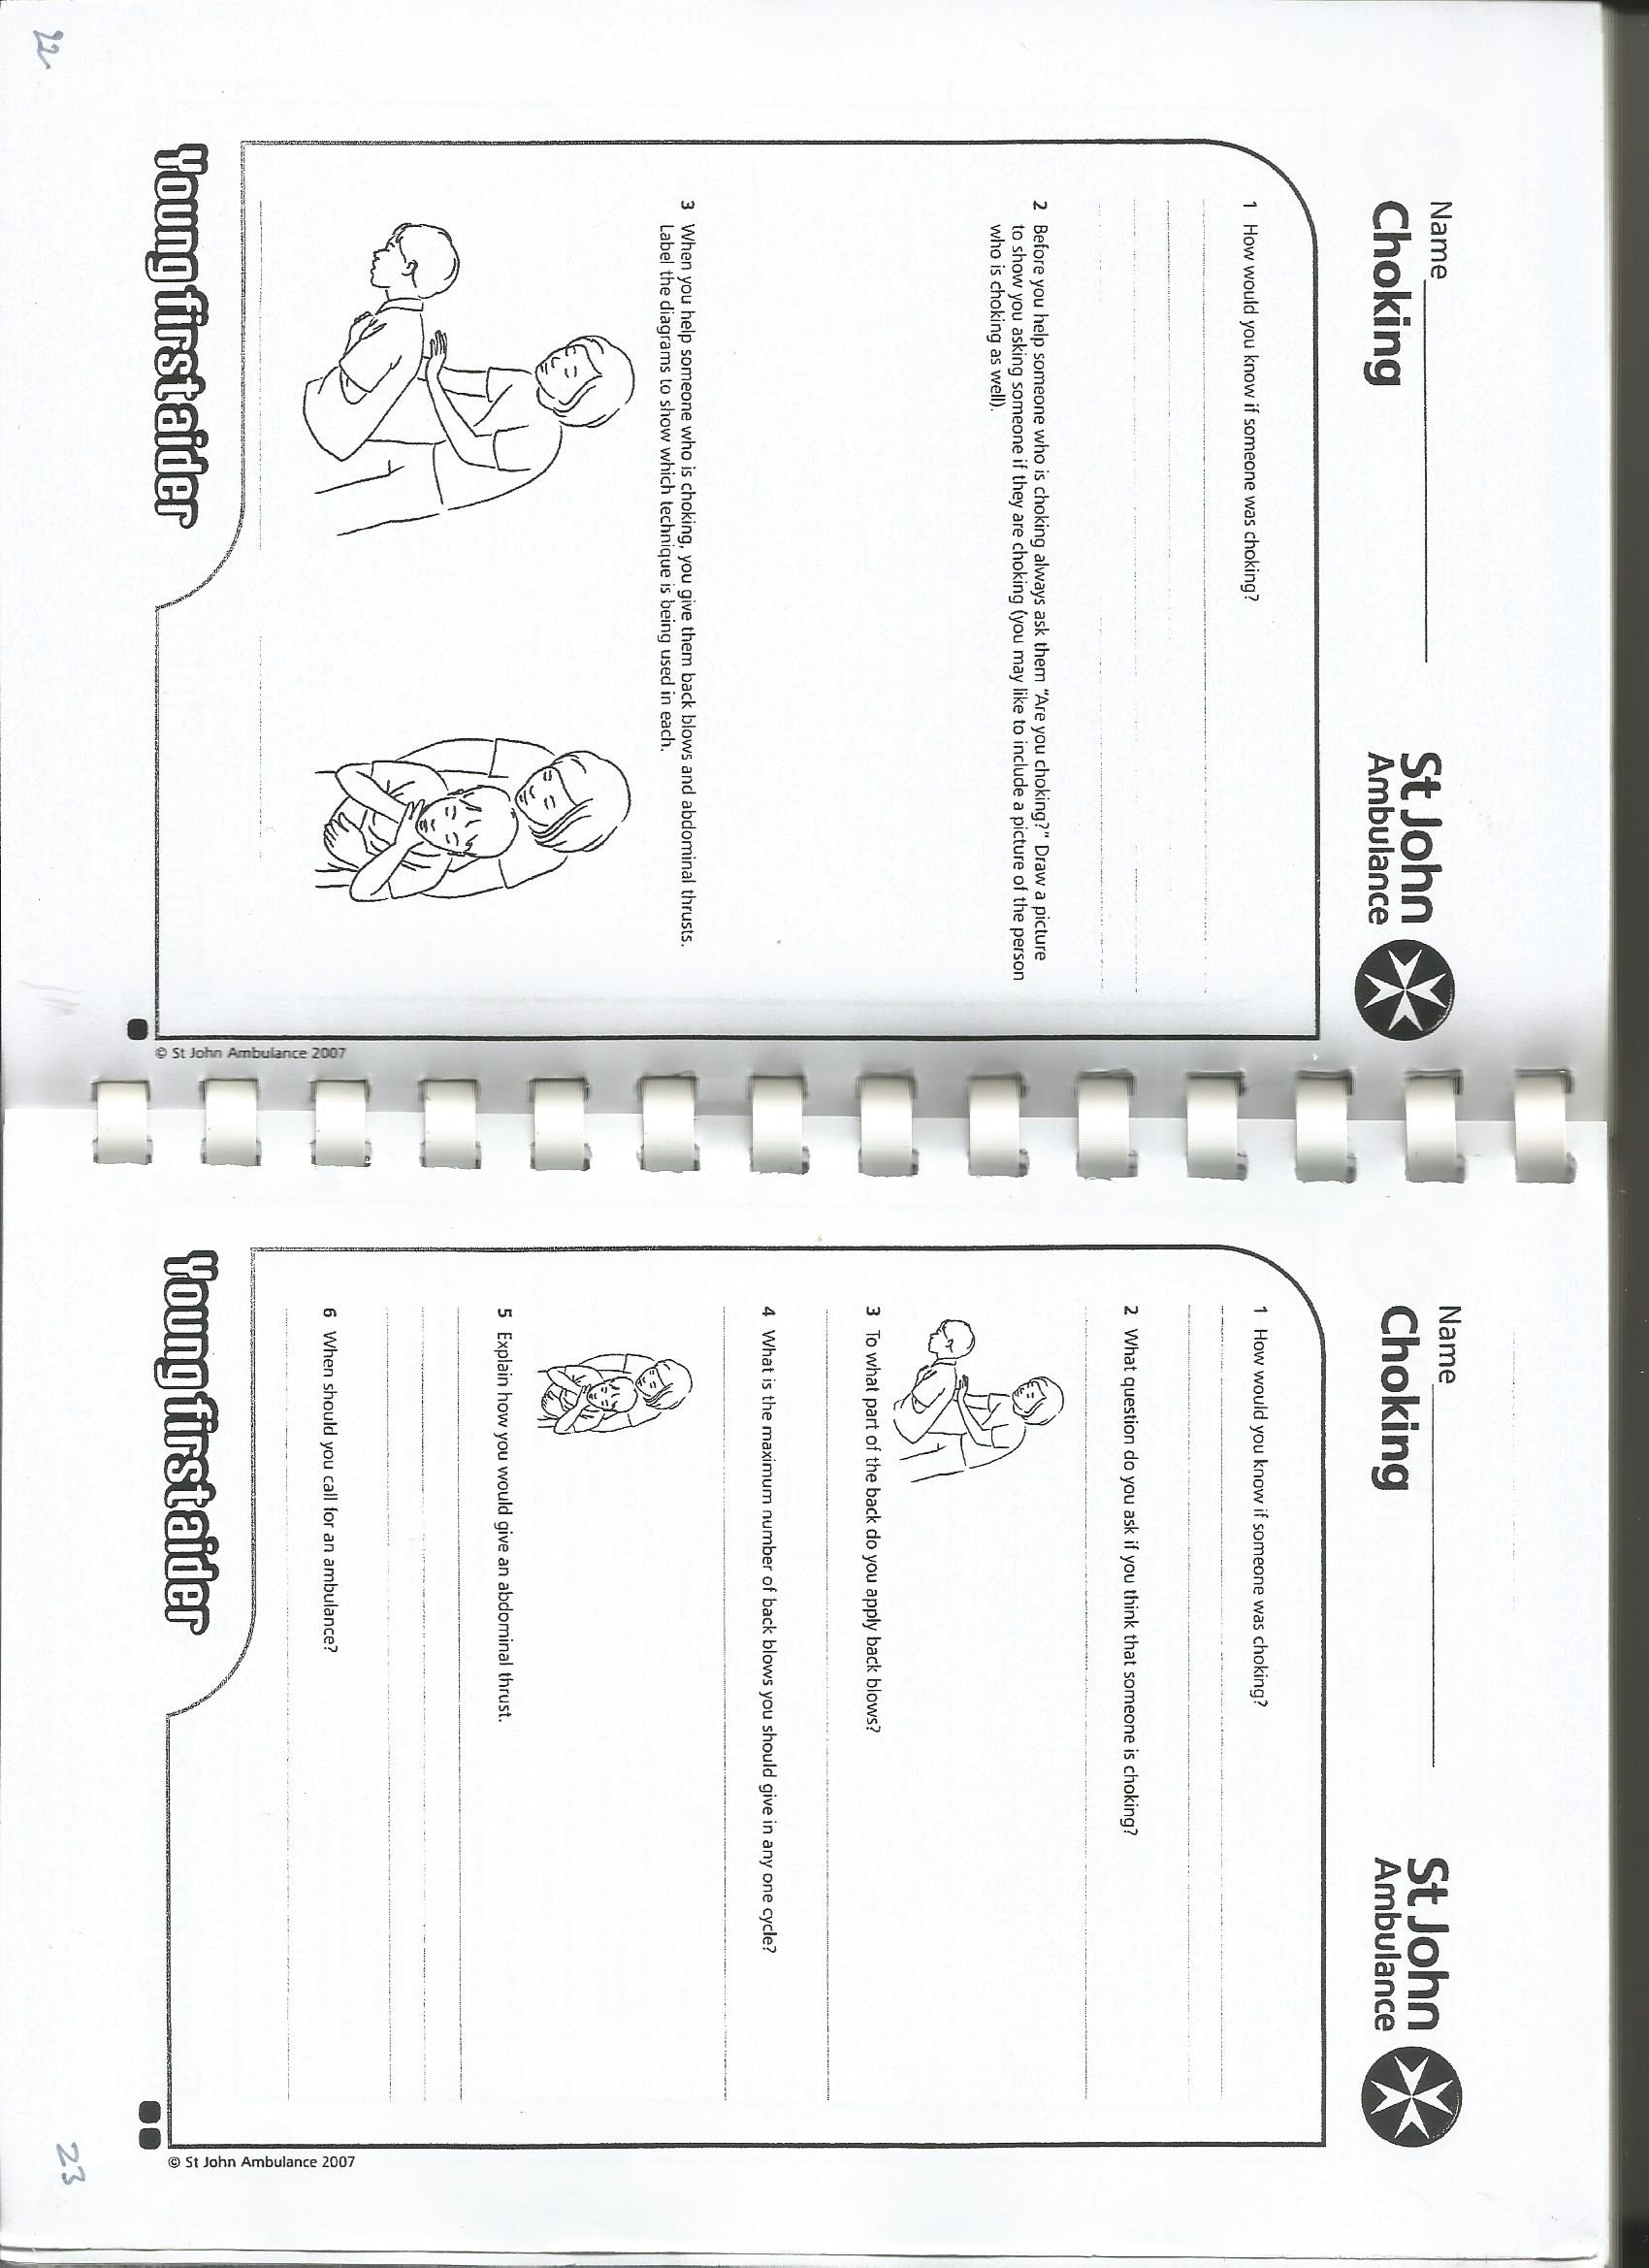 22
Name
Choking
St John
Ambulance
1 How would you know if someone was choking?
2 Before you help someone who is choking always ask them "Are you choking?" Draw a picture
to show you asking someone if they are choking (you may like to include a picture of the person
who is choking as well).
3 When you help someone who is choking, you give them back blows and abdominal thrusts.
Label the diagrams to show which technique is being used in each.
Young first aider
© St John Ambulance 2007
Name
Choking
St John
Ambulance
1 How would you know if someone was choking?
2 What question do you ask if you think that someone is choking?
3 To what part of the back do you apply back blows?
4 What is the maximum number of back blows you should give in any one cycle?
5 Explain how you would give an abdominal thrust.
6 When should you call for an ambulance?
Young first aider
© St John Ambulance 2007
23